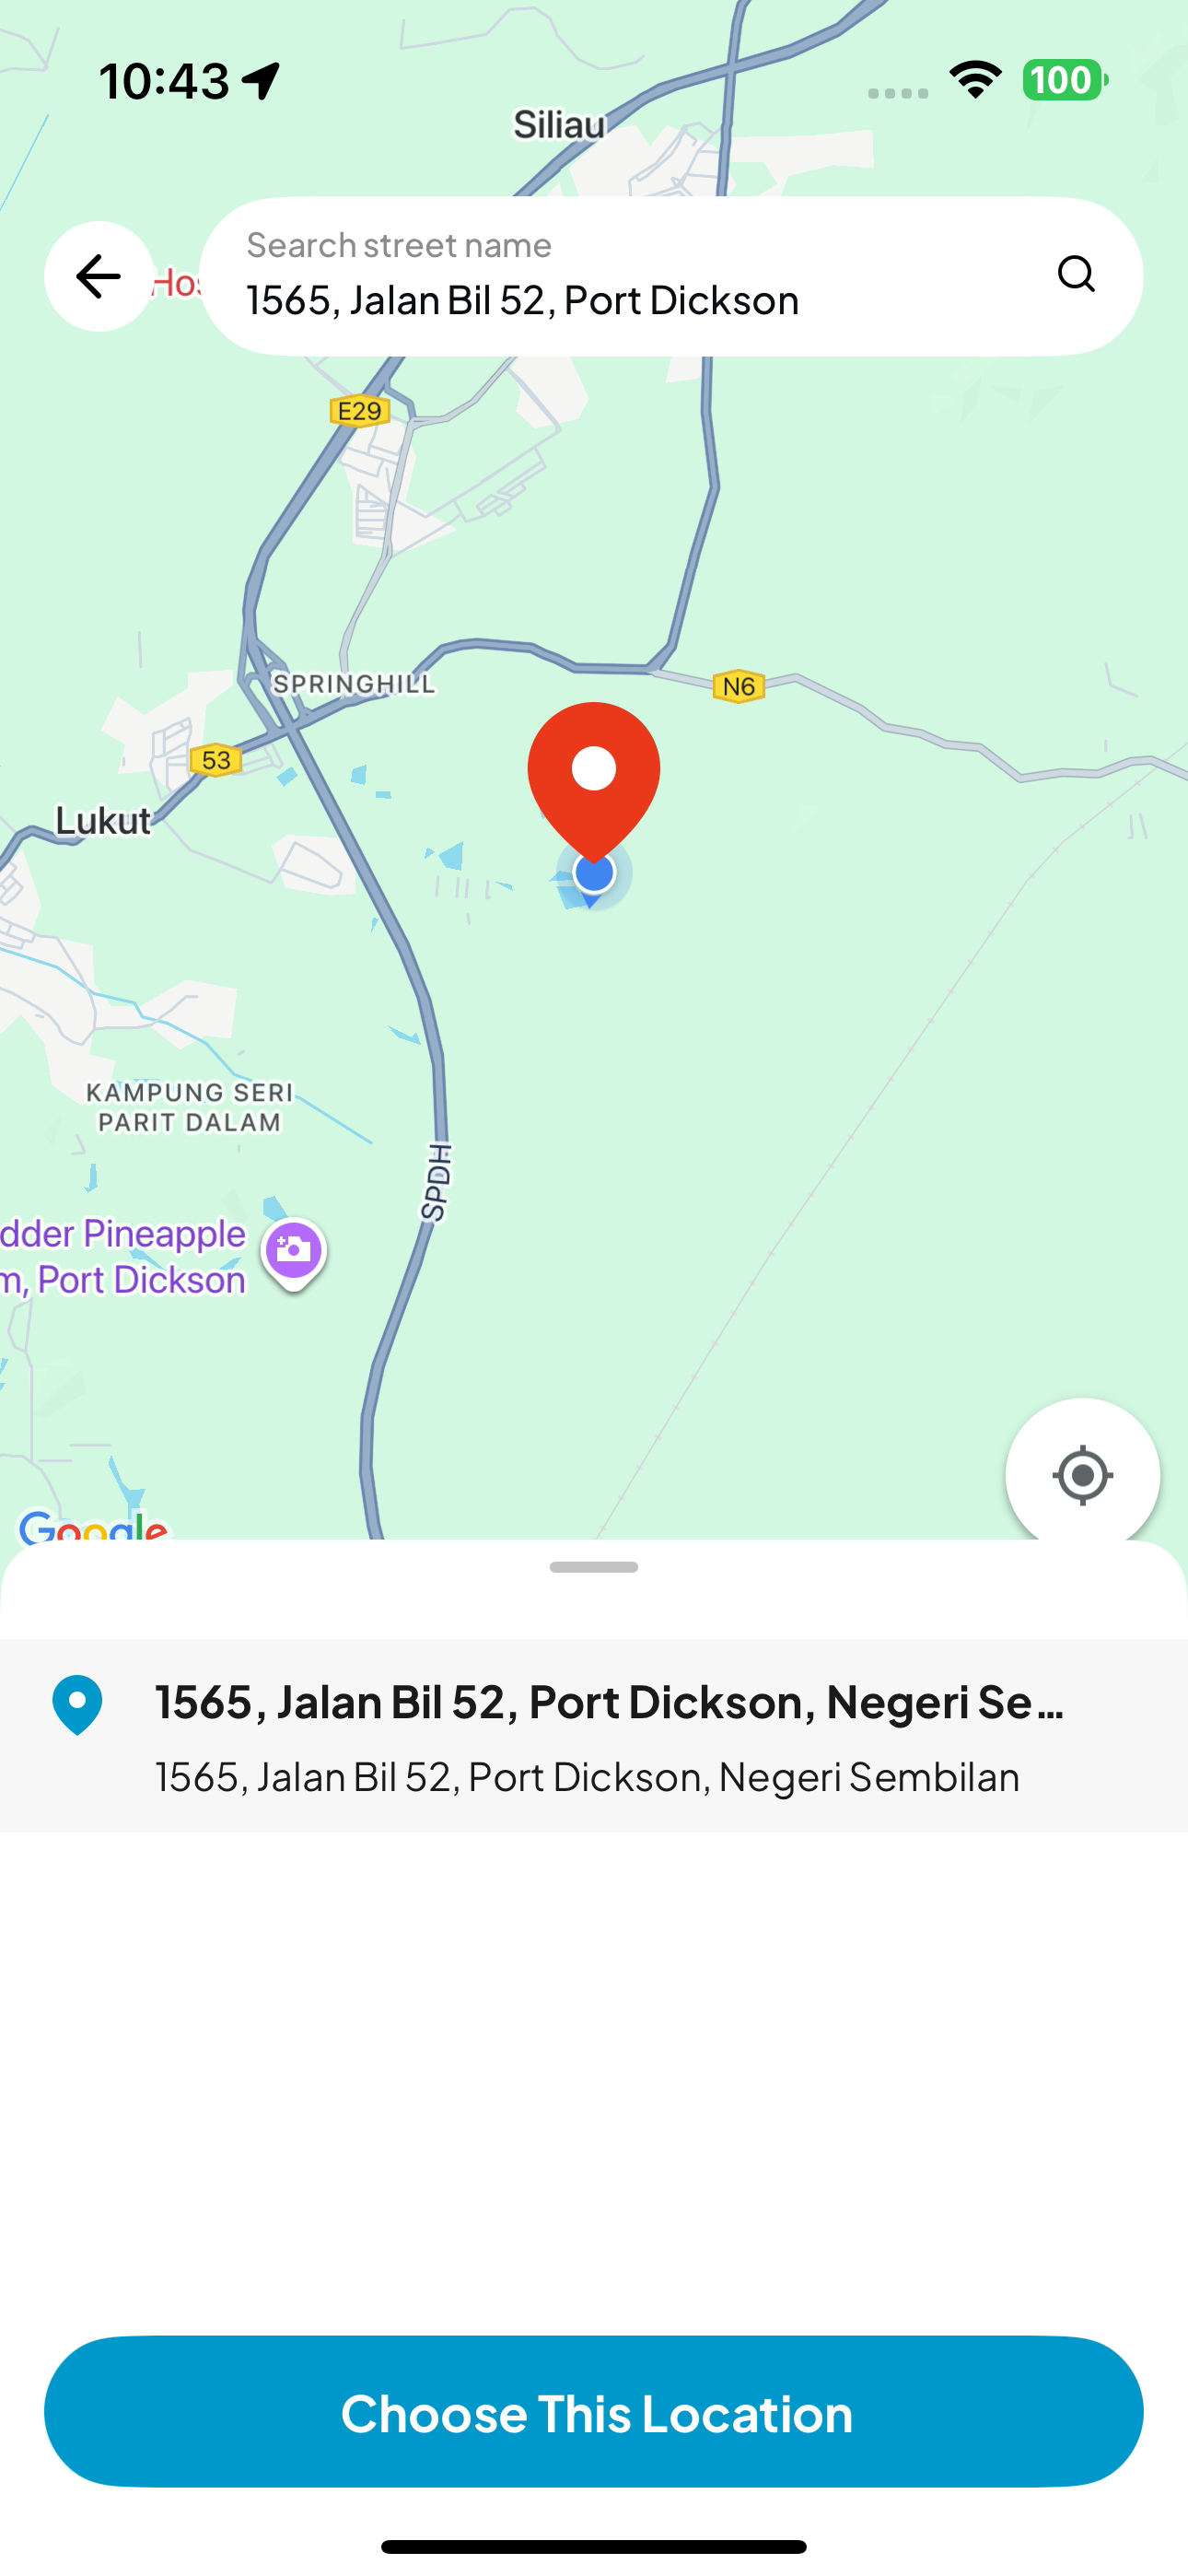 10:43
100
Siliau
Search street name
1565, Jalan Bil 52, Port Dickson
Hos
E29
SPRINGHILL
N6
53
Lukut
KAMPUNG SERI
PARIT DALAM
SPDH
dder Pineapple
m, Port Dickson
Google
1565, Jalan Bil 52, Port Dickson, Negeri Se...
1565, Jalan Bil 52, Port Dickson, Negeri Sembilan
Choose This Location